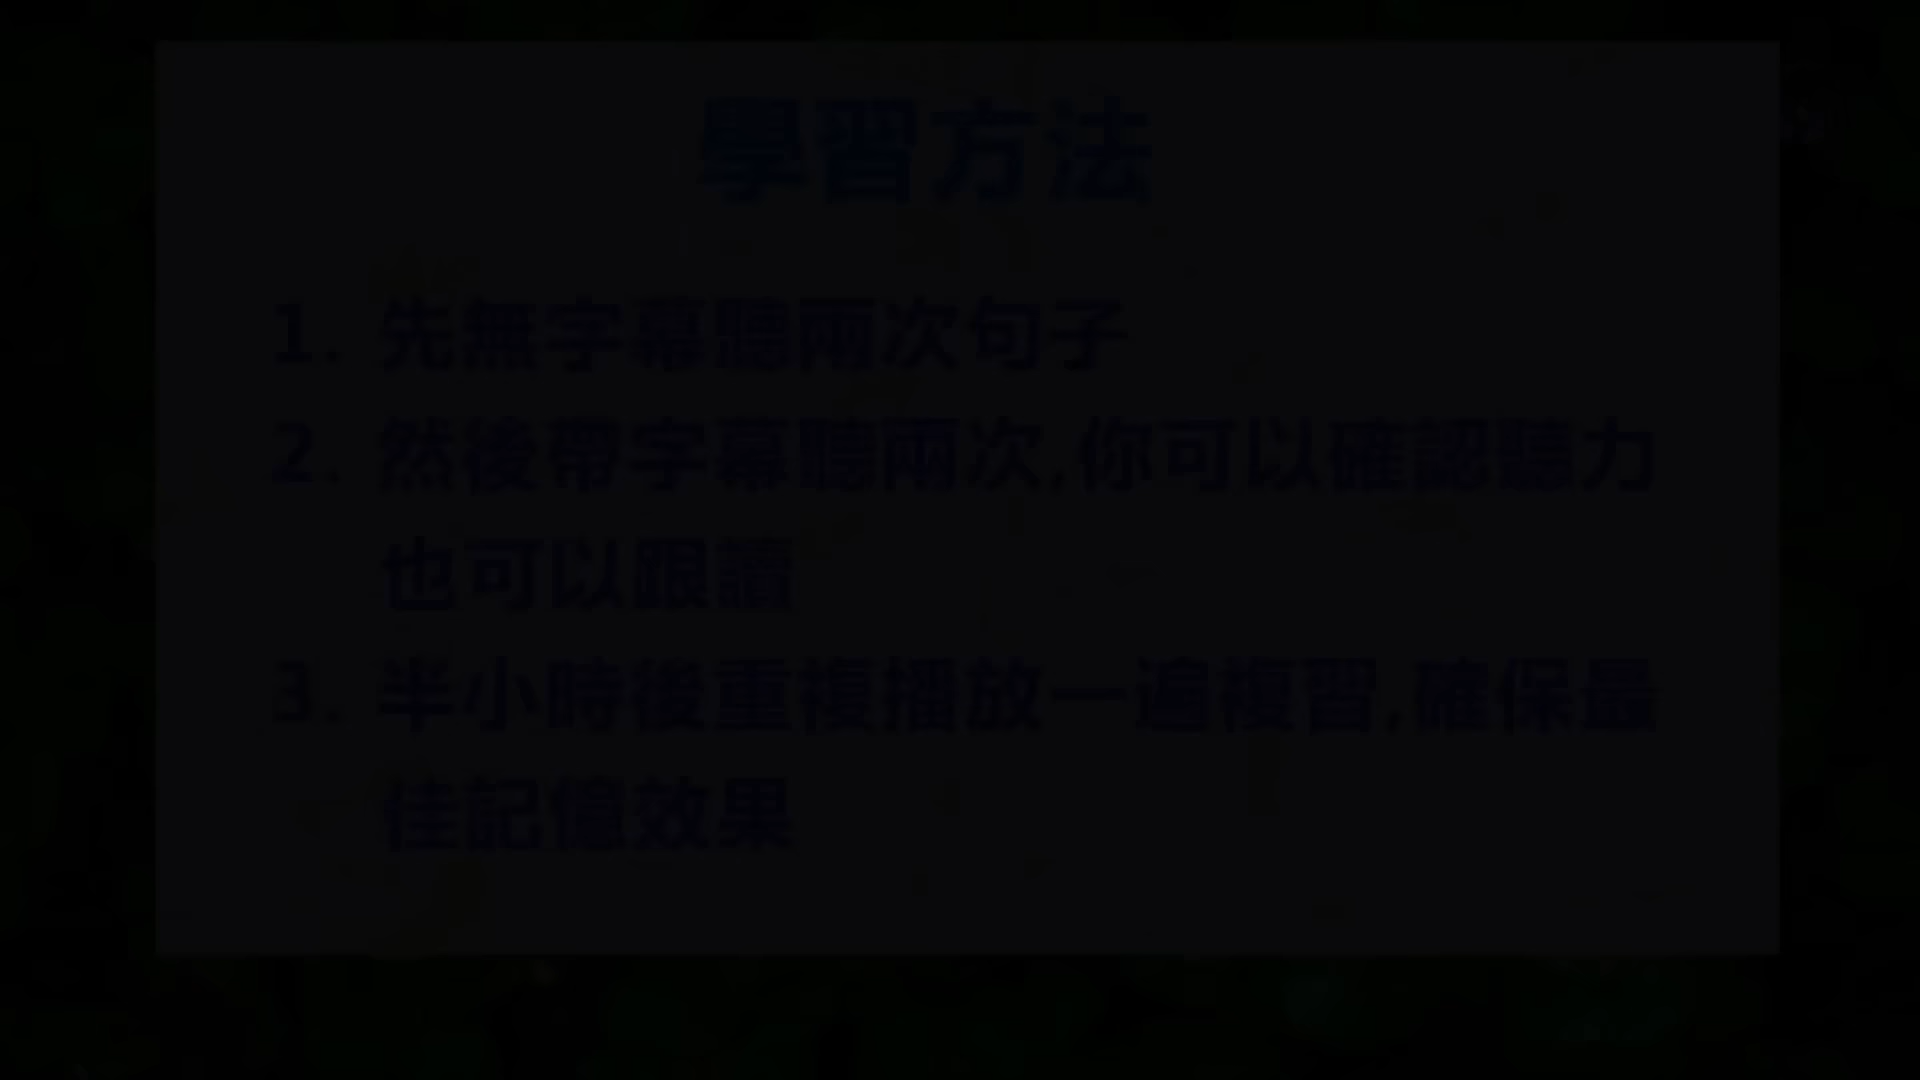 學習方法
1. 先無字幕聽兩次句子
2. 然後帶字幕聽兩次,你可以確認聽力
也可以跟讀
3. 半小時後重複播放一遍複習,確保最
佳記憶效果